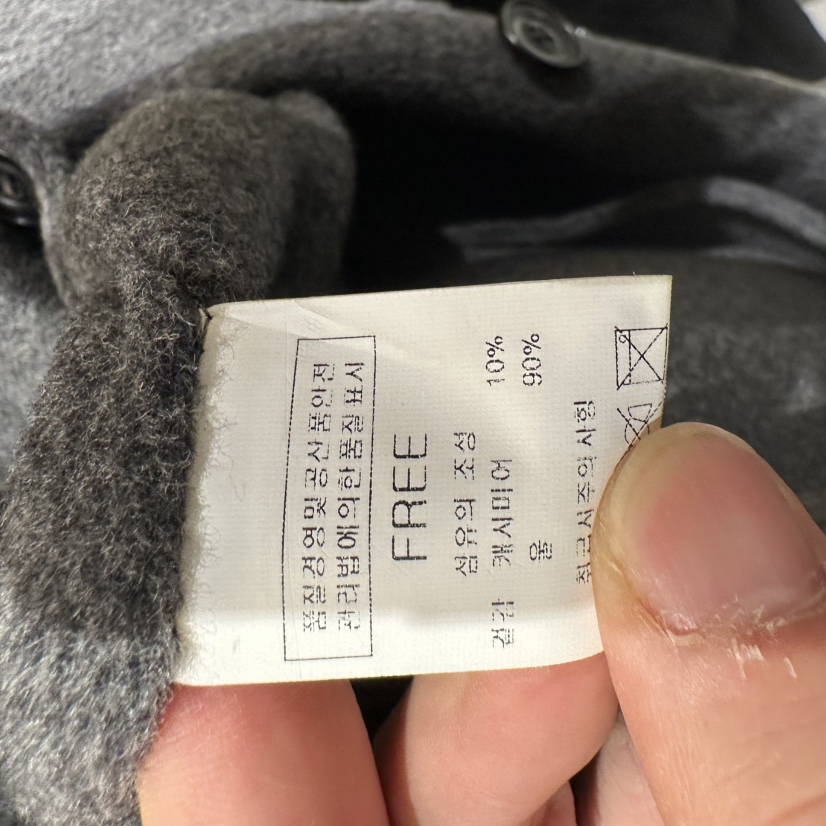 품질경영및공산품안전
관리법에의한품질표시
FREE
섬유의 조성
겉감 캐시미어 10%
울 90%
취급시주의사항